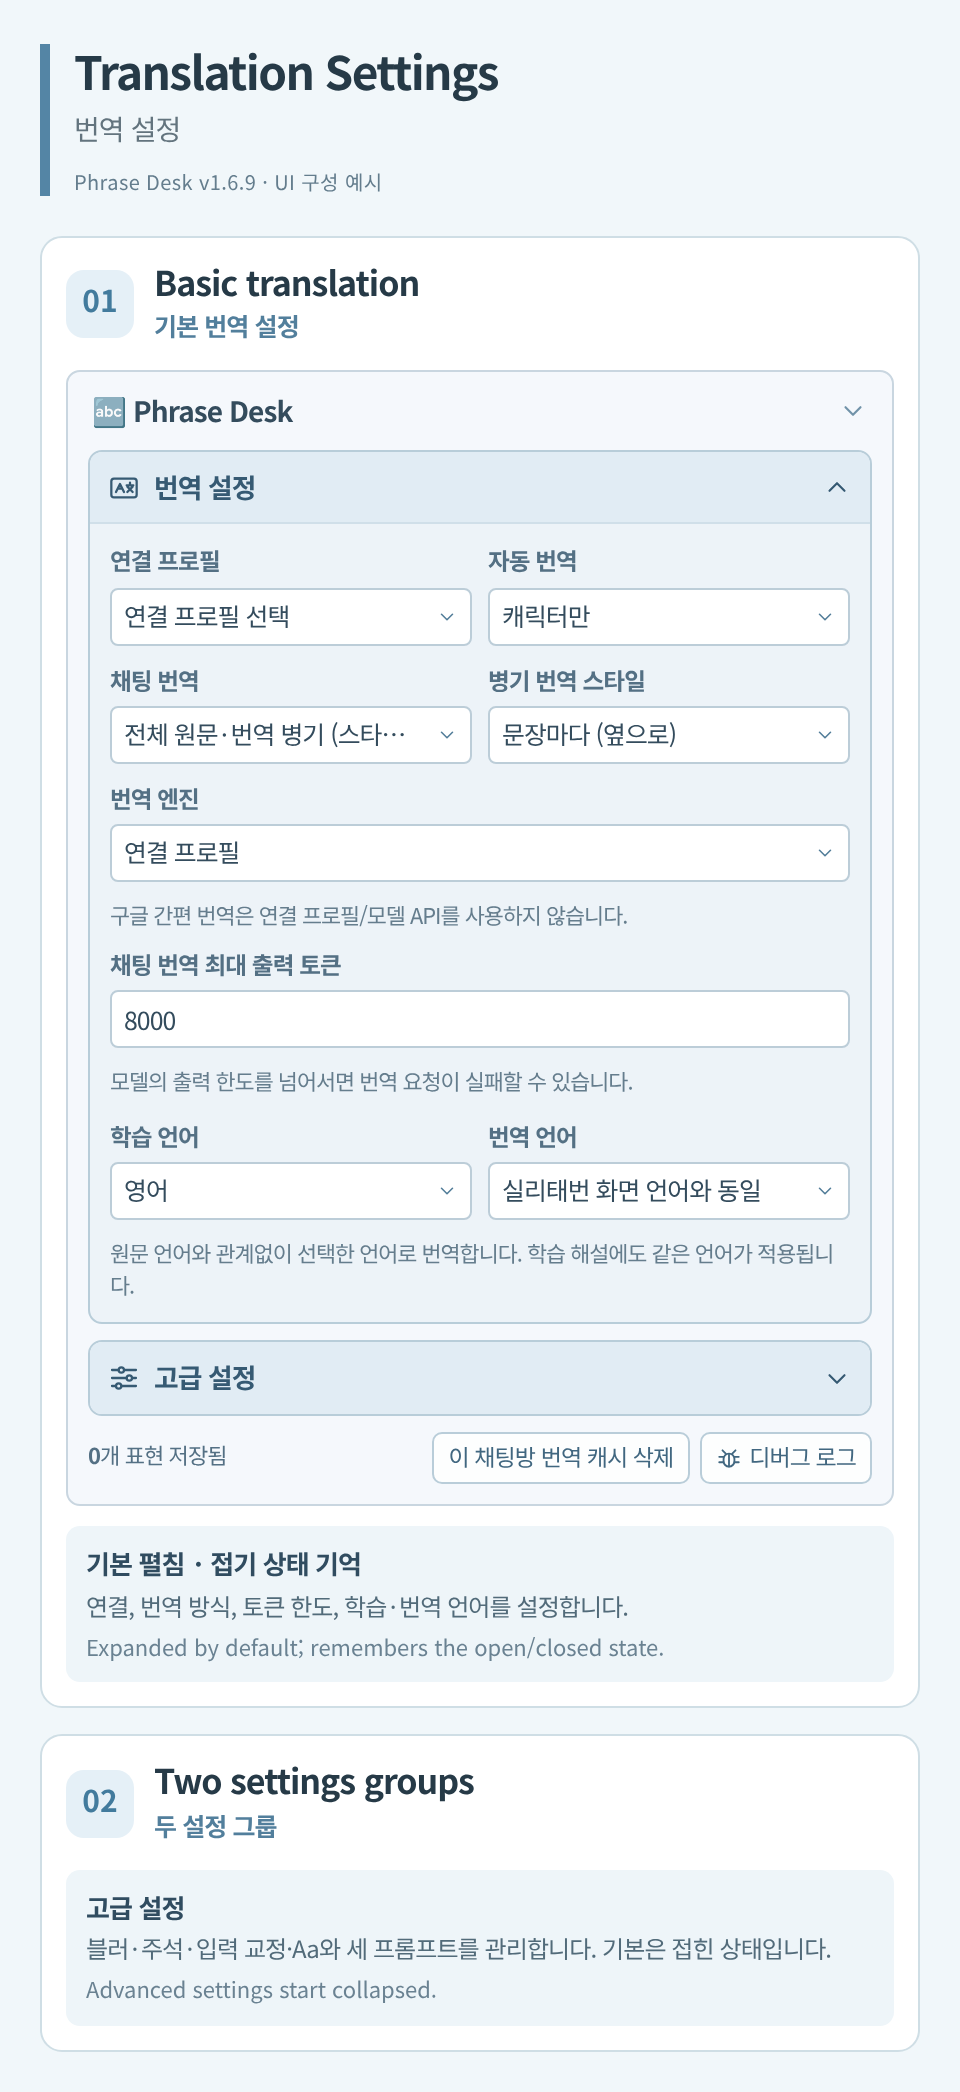 Translation Settings
번역 설정
Phrase Desk v1.6.9 · UI 구성 예시
01
Basic translation
기본 번역 설정
abc Phrase Desk
번역 설정
연결 프로필
자동 번역
연결 프로필 선택
캐릭터만
채팅 번역
병기 번역 스타일
전체 원문·번역 병기 (스타…
문장마다 (옆으로)
번역 엔진
연결 프로필
구글 간편 번역은 연결 프로필/모델 API를 사용하지 않습니다.
채팅 번역 최대 출력 토큰
8000
모델의 출력 한도를 넘어서면 번역 요청이 실패할 수 있습니다.
학습 언어
번역 언어
영어
실리태번 화면 언어와 동일
원문 언어와 관계없이 선택한 언어로 번역합니다. 학습 해설에도 같은 언어가 적용됩니
다.
고급 설정
0개 표현 저장됨
이 채팅방 번역 캐시 삭제
디버그 로그
기본 펼침 · 접기 상태 기억
연결, 번역 방식, 토큰 한도, 학습·번역 언어를 설정합니다.
Expanded by default; remembers the open/closed state.
02
Two settings groups
두 설정 그룹
고급 설정
블러·주석·입력 교정·Aa와 세 프롬프트를 관리합니다. 기본은 접힌 상태입니다.
Advanced settings start collapsed.